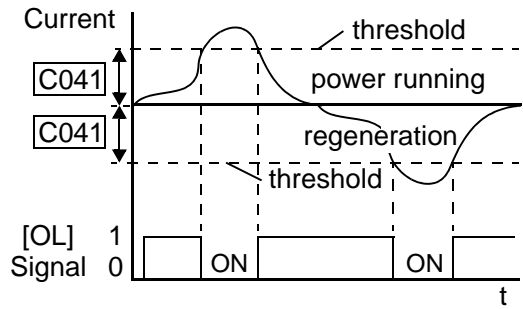 Current
threshold
C041
power running
C041
regeneration
threshold
[OL] 1
Signal 0
ON
ON
t